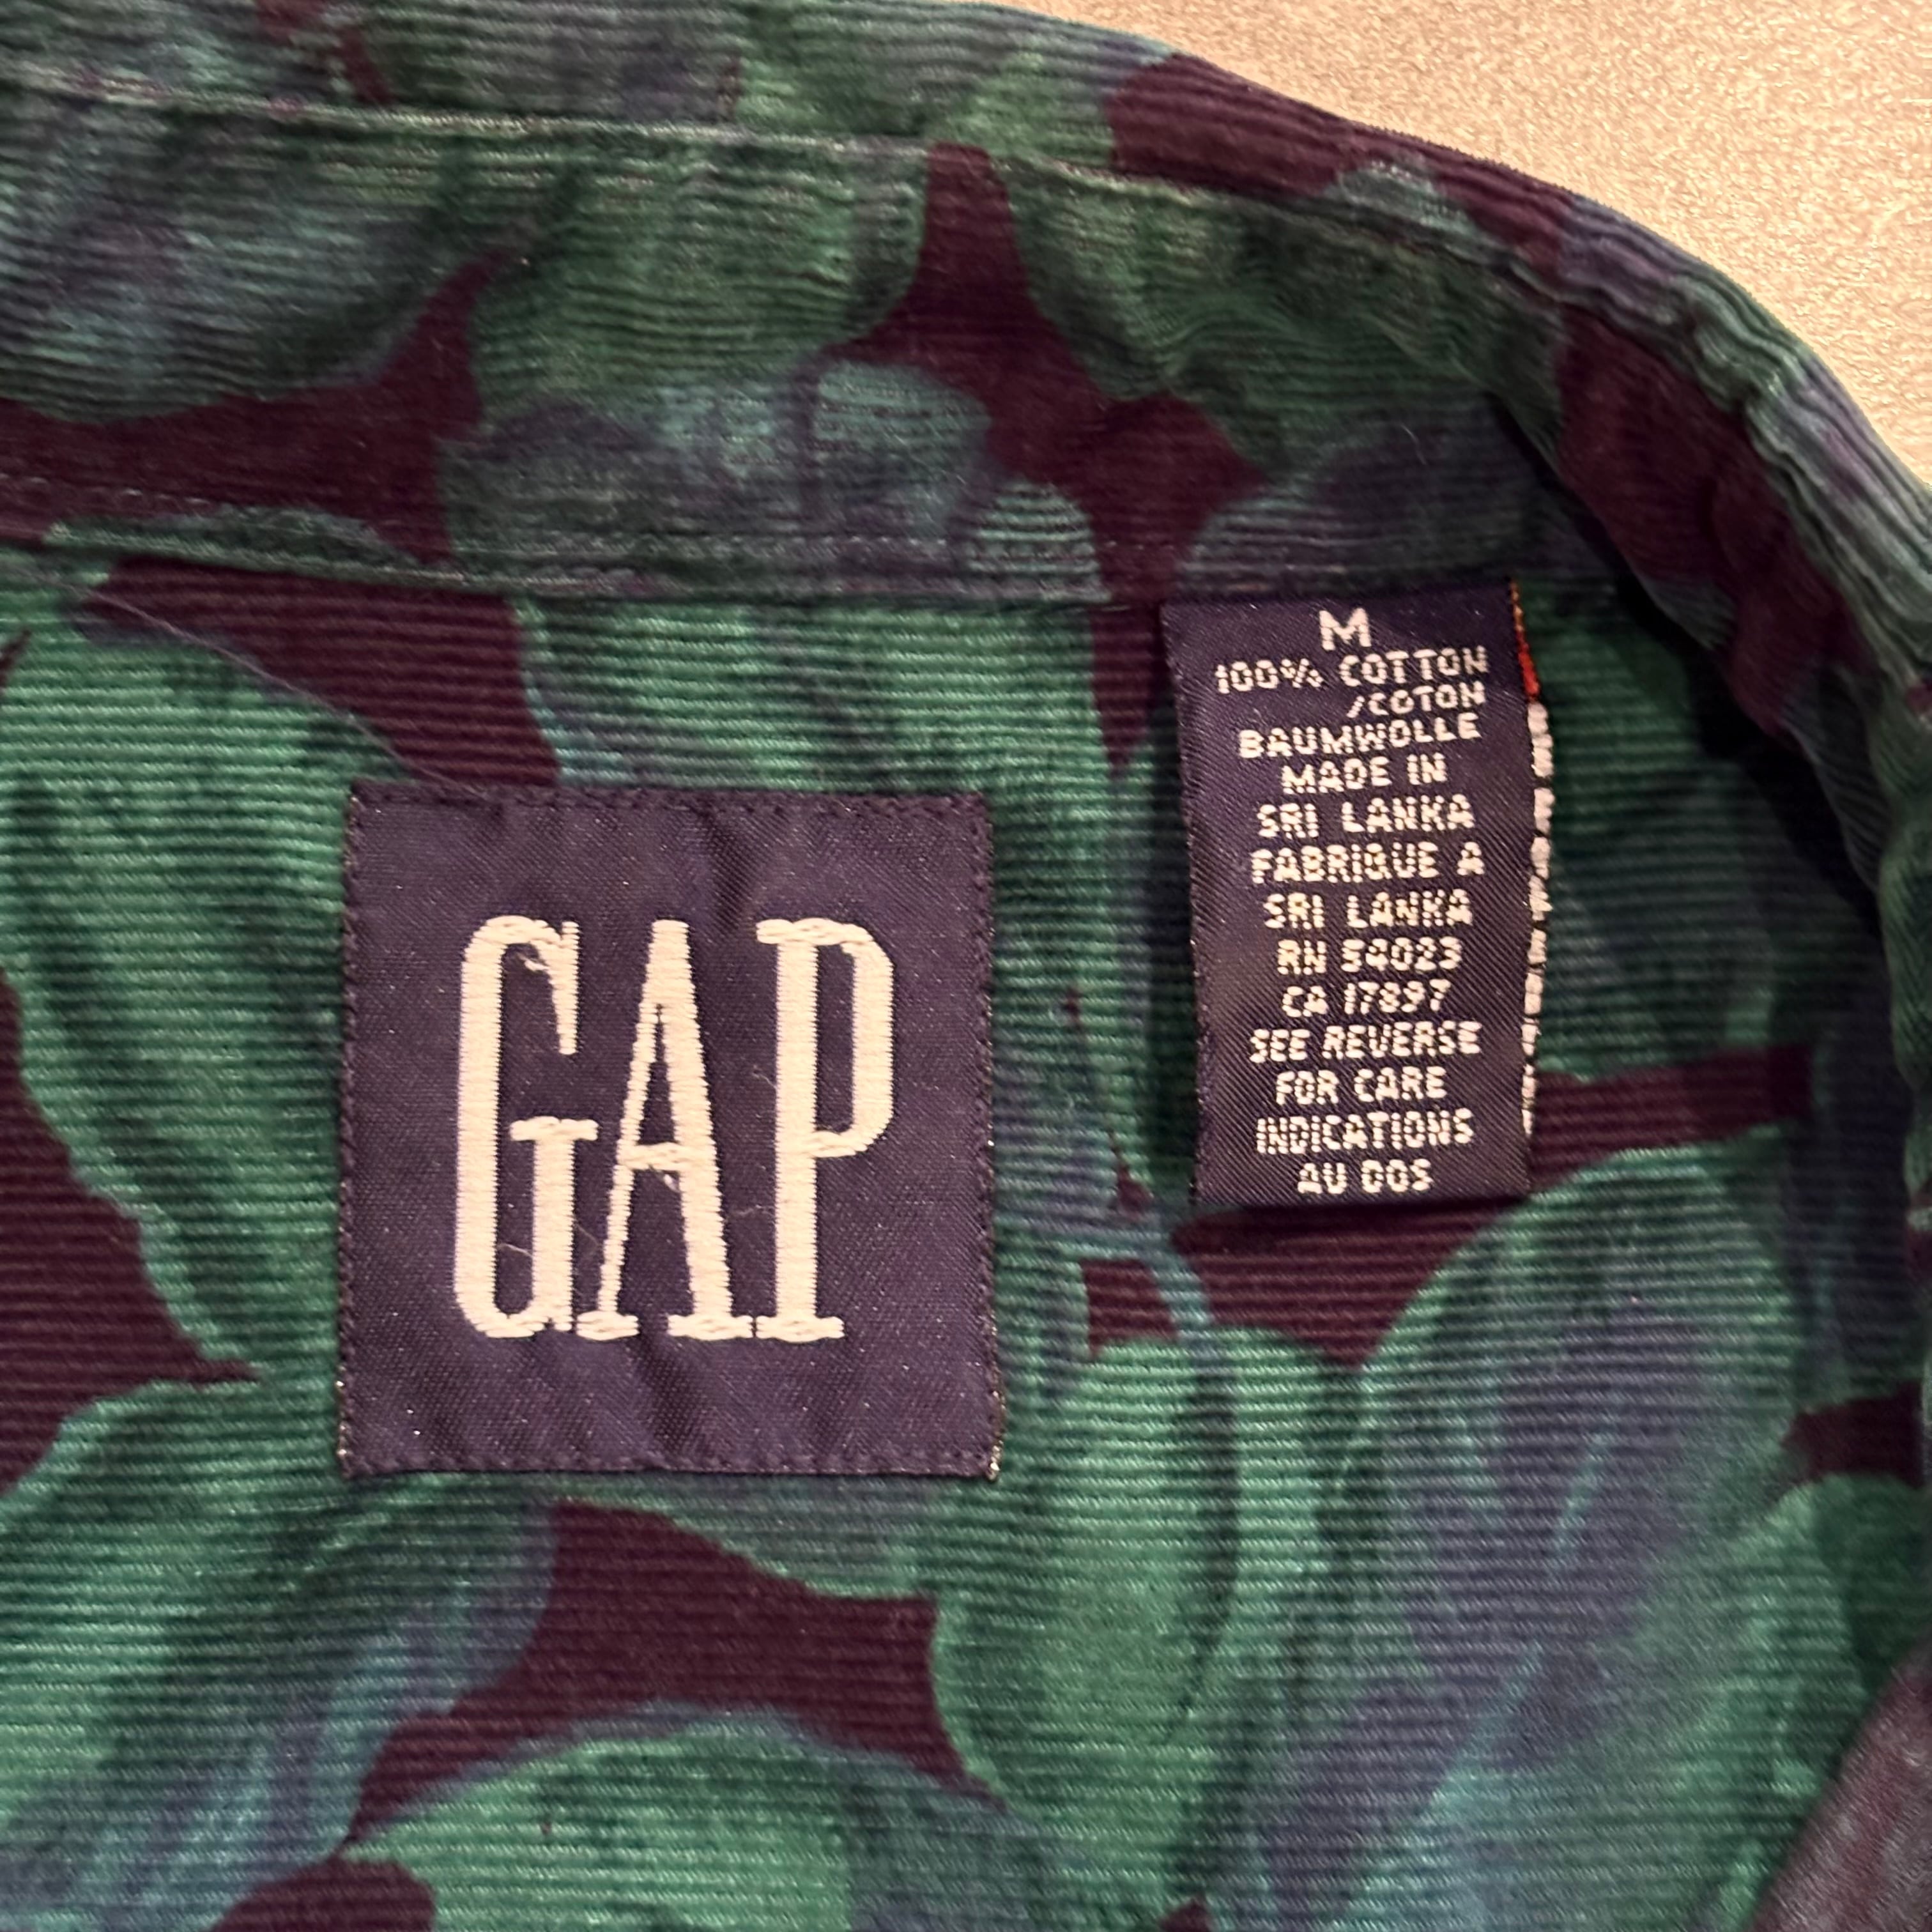 GAP
M
100% COTTON
/COTON
BAUMWOLLE
MADE IN
SRI LANKA
FABRIQUE A
SRI LANKA
RN 54023
CA 17897
SEE REVERSE
FOR CARE
INDICATIONS
AU DOS